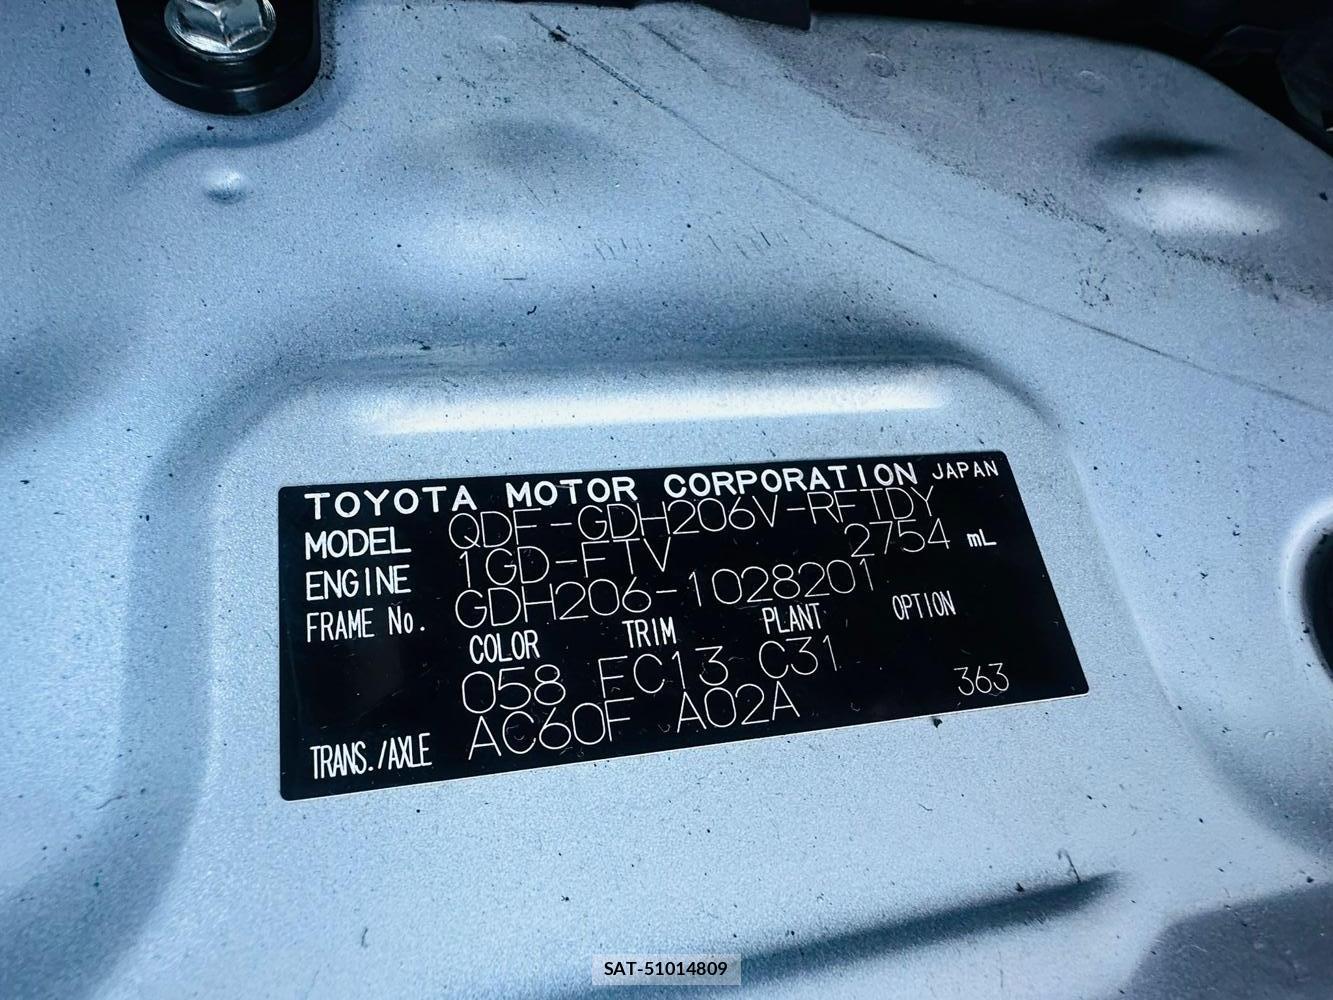 TOYOTA MOTOR CORPORATION JAPAN
MODEL QDF-GDH206V-RFTDY
ENGINE 1GD-FTV 2754 mL
FRAME No. GDH206-1028201
COLOR TRIM PLANT OPTION
058 FC13 C31
TRANS./AXLE AC60F A02A 363
SAT-51014809